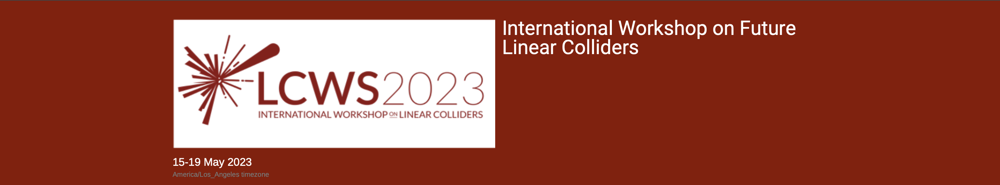 International Workshop on Future
Linear Colliders
LCWS2023
INTERNATIONAL WORKSHOP ON LINEAR COLLIDERS
15-19 May 2023
America/Los_Angeles timezone